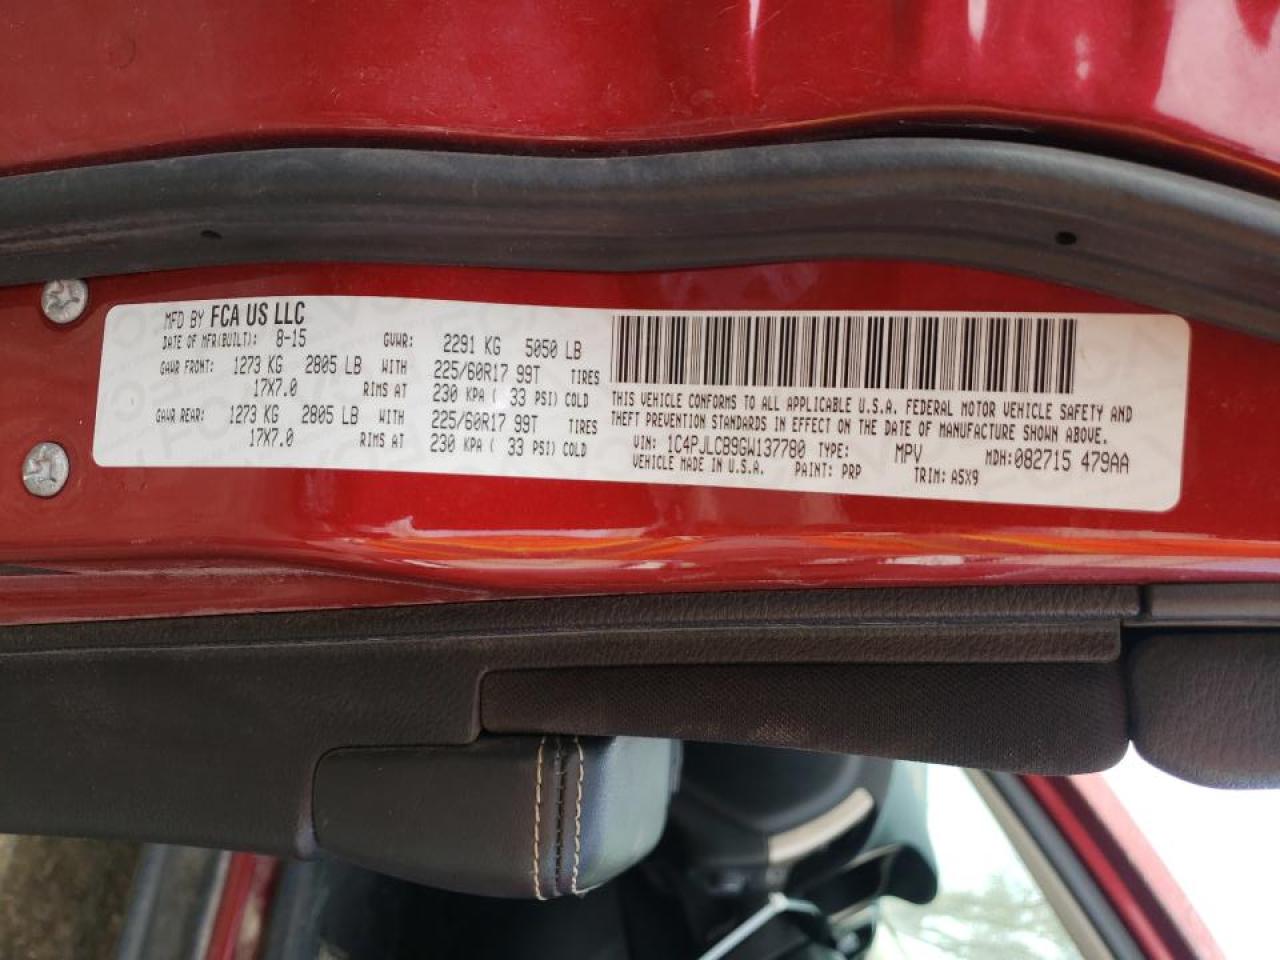 MFD BY FCA US LLC
DATE OF MFR(BUILT): 8-15 GVWR: 2291 KG 5050 LB
GAWR FRONT: 1273 KG 2805 LB WITH 225/60R17 99T TIRES
17X7.0 RIMS AT 230 KPA ( 33 PSI) COLD
GAWR REAR: 1273 KG 2805 LB WITH 225/60R17 99T TIRES
17X7.0 RIMS AT 230 KPA ( 33 PSI) COLD
THIS VEHICLE CONFORMS TO ALL APPLICABLE U.S.A. FEDERAL MOTOR VEHICLE SAFETY AND
THEFT PREVENTION STANDARDS IN EFFECT ON THE DATE OF MANUFACTURE SHOWN ABOVE.
VIN: 1C4PJLCB9GW137780 TYPE: MPV MDH:082715 479AA
VEHICLE MADE IN U.S.A. PAINT: PRP TRIM: A5X9